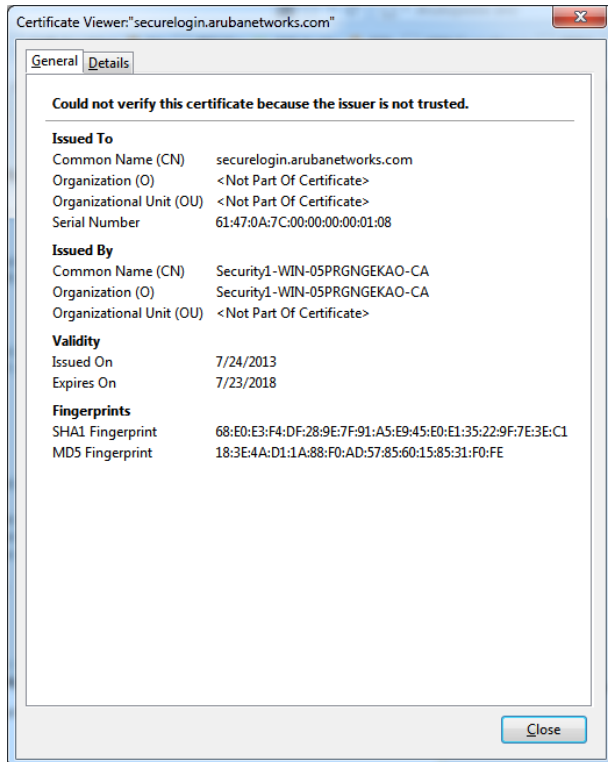 Certificate Viewer:"securelogin.arubanetworks.com"
General Details
Could not verify this certificate because the issuer is not trusted.
Issued To
Common Name (CN) securelogin.arubanetworks.com
Organization (O) <Not Part Of Certificate>
Organizational Unit (OU) <Not Part Of Certificate>
Serial Number 61:47:0A:7C:00:00:00:00:01:08
Issued By
Common Name (CN) Security1-WIN-05PRGNGEKAO-CA
Organization (O) Security1-WIN-05PRGNGEKAO-CA
Organizational Unit (OU) <Not Part Of Certificate>
Validity
Issued On 7/24/2013
Expires On 7/23/2018
Fingerprints
SHA1 Fingerprint 68:E0:E3:F4:DF:28:9E:7F:91:A5:E9:45:E0:E1:35:22:9F:7E:3E:C1
MD5 Fingerprint 18:3E:4A:D1:1A:88:F0:AD:57:85:60:15:85:31:F0:FE
Close